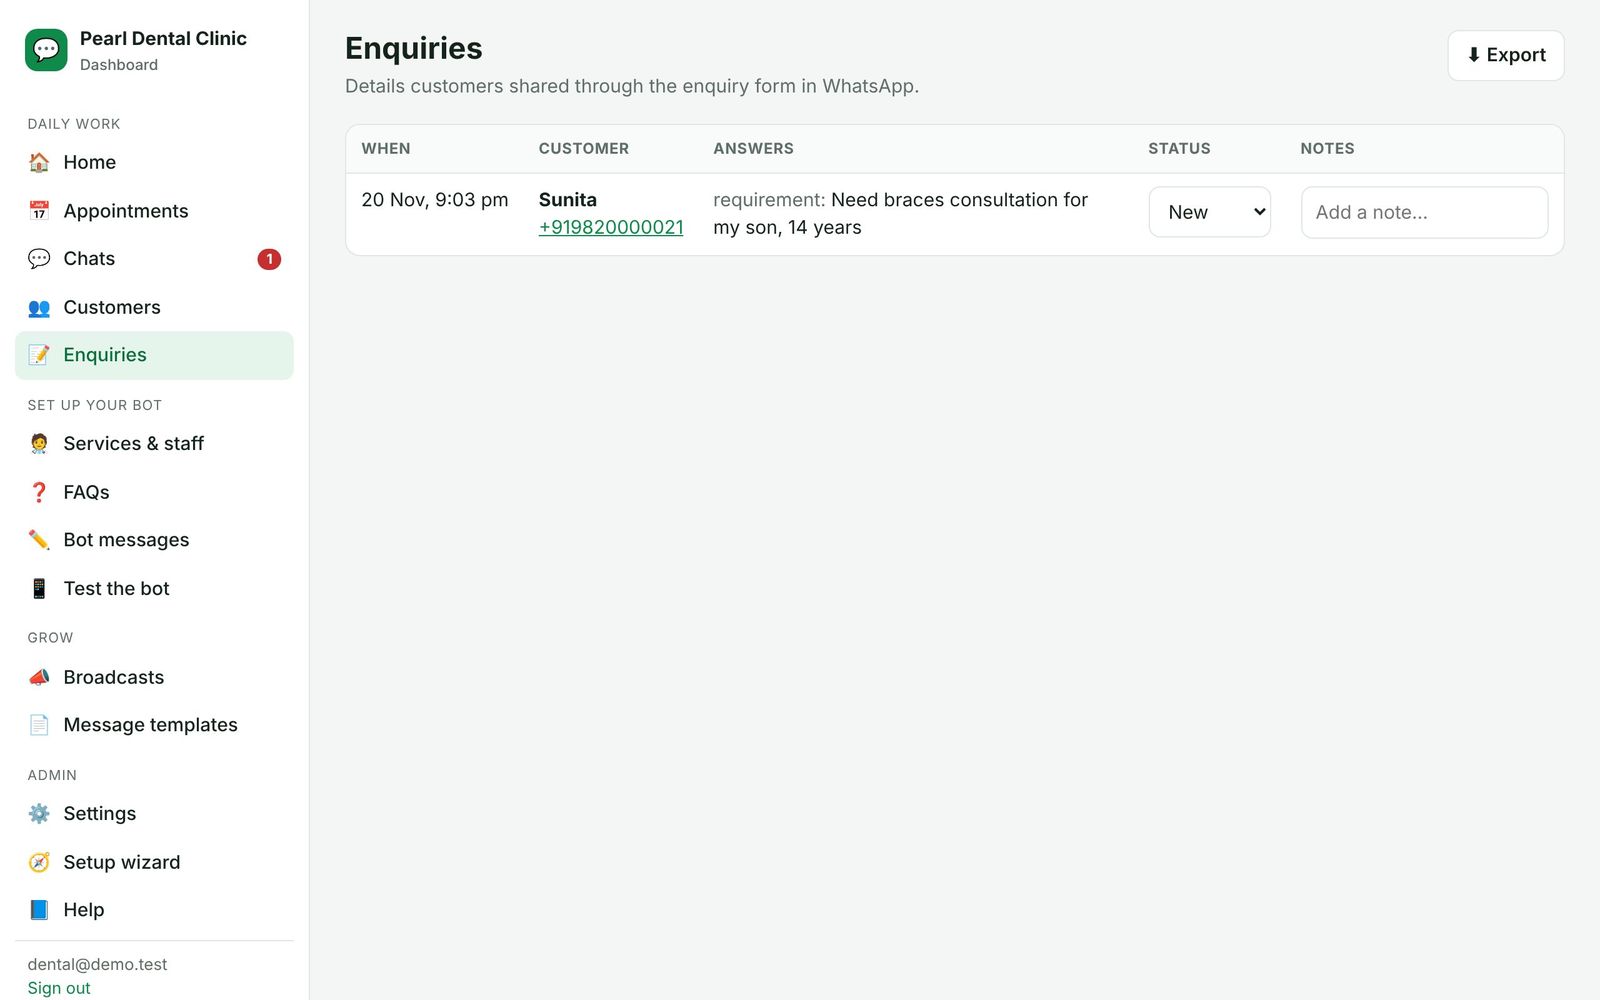 Pearl Dental Clinic
Dashboard
DAILY WORK
Home
Appointments
Chats 1
Customers
Enquiries
SET UP YOUR BOT
Services & staff
FAQs
Bot messages
Test the bot
GROW
Broadcasts
Message templates
ADMIN
Settings
Setup wizard
Help
dental@demo.test
Sign out
Enquiries
Details customers shared through the enquiry form in WhatsApp.
⬇ Export
WHEN CUSTOMER ANSWERS STATUS NOTES
20 Nov, 9:03 pm Sunita requirement: Need braces consultation for New Add a note...
+919820000021 my son, 14 years